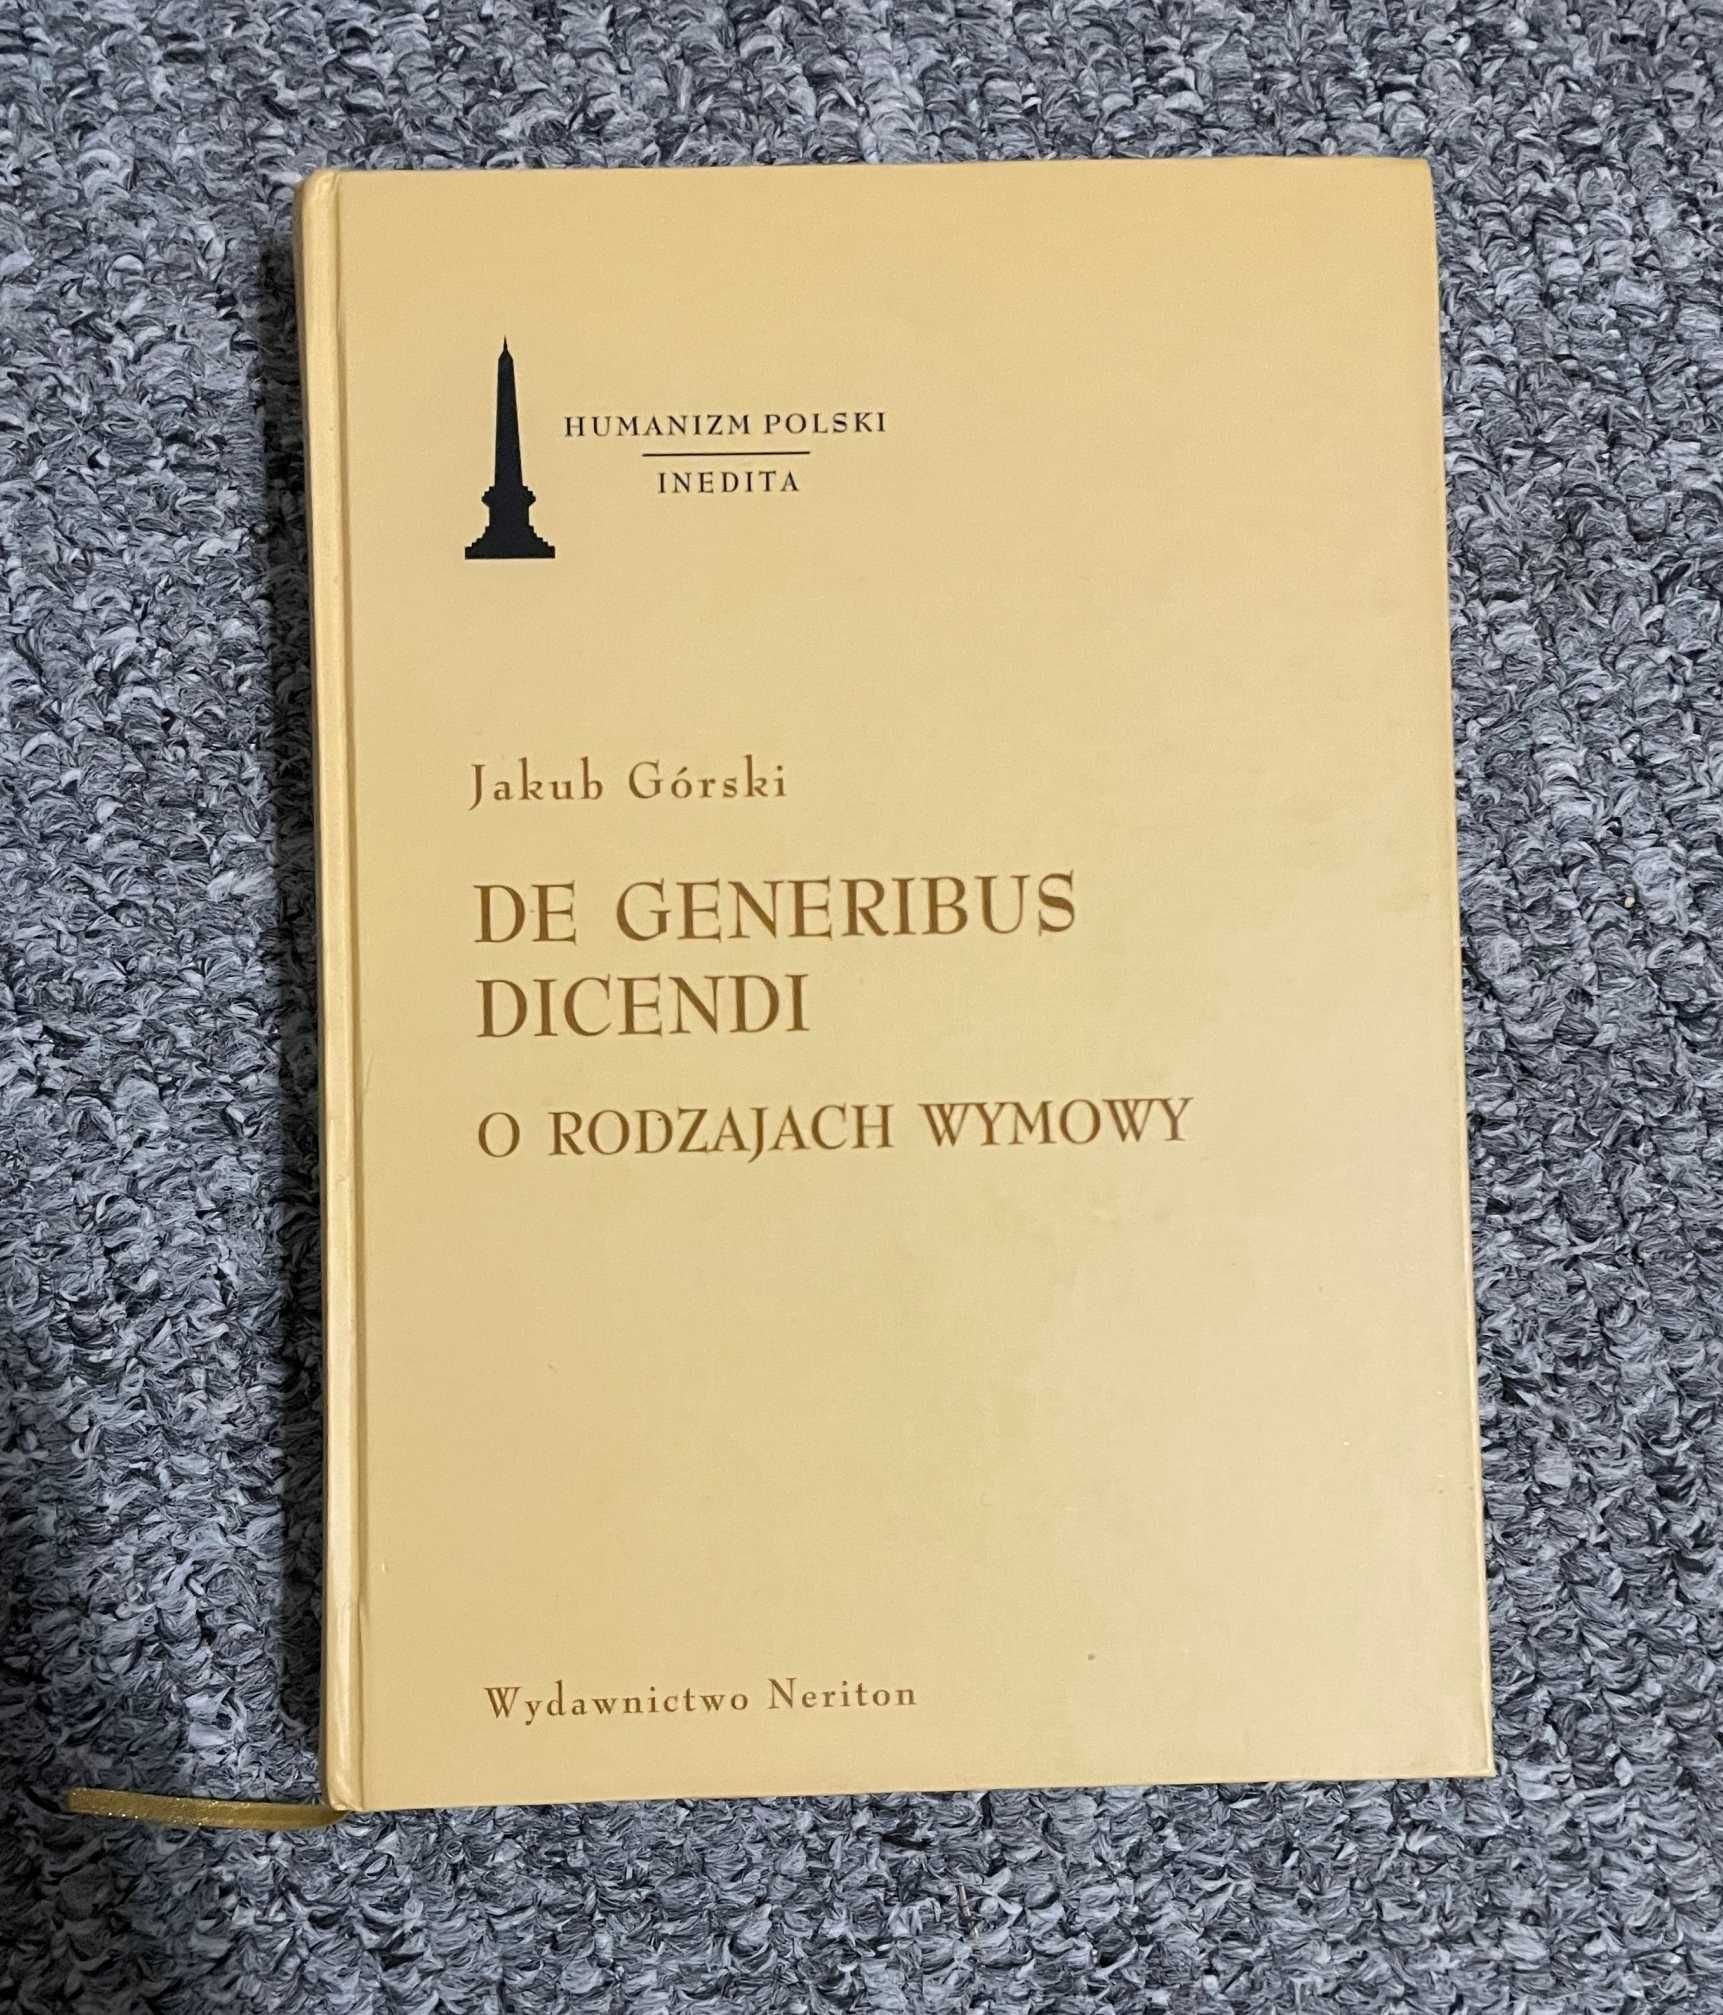 HUMANIZM POLSKI
INEDITA
Jakub Górski
DE GENERIBUS
DICENDI
O RODZAJACH WYMOWY
Wydawnictwo Neriton